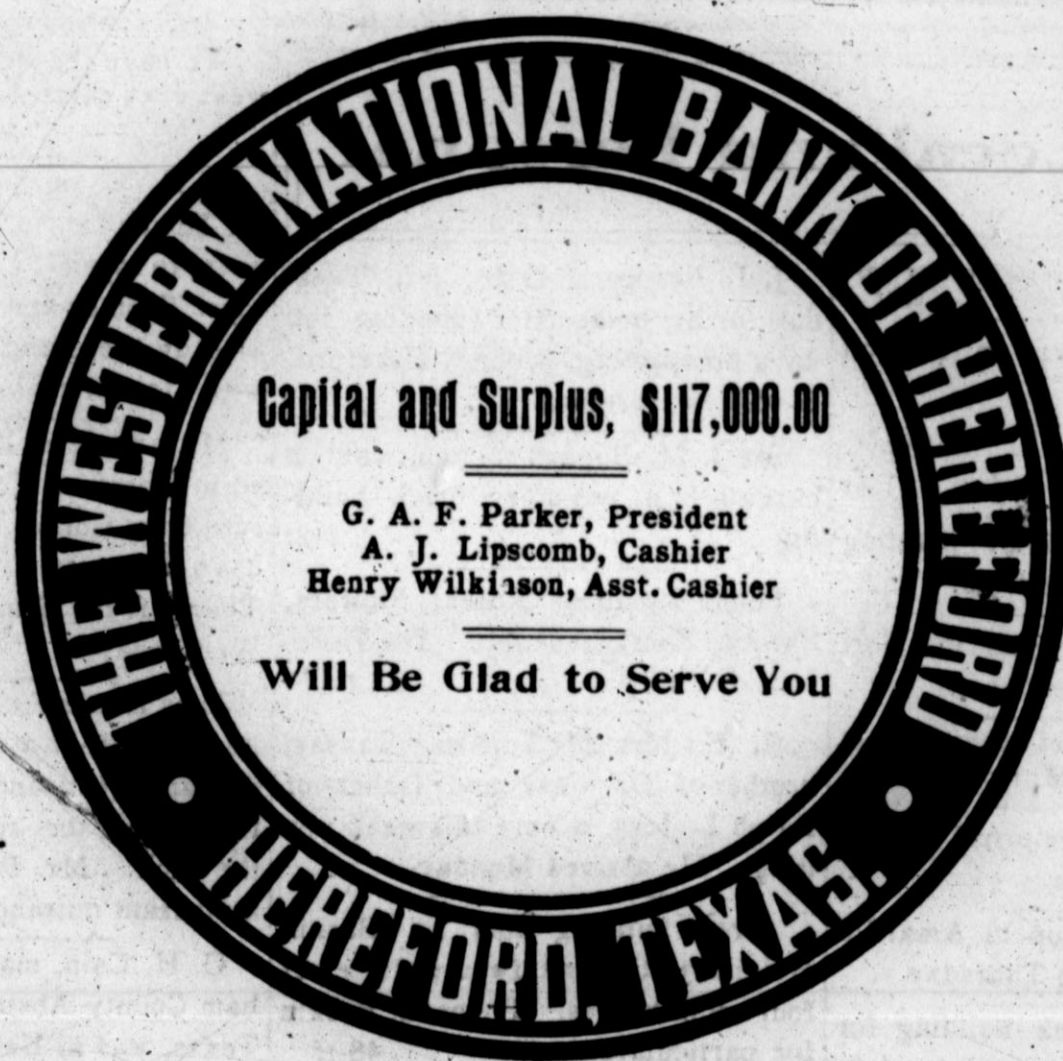 THE WESTERN NATIONAL BANK OF HEREFORD
Capital and Surplus, $117,000.00
G. A. F. Parker, President
A. J. Lipscomb, Cashier
Henry Wilkinson, Asst. Cashier
Will Be Glad to Serve You
HEREFORD, TEXAS.